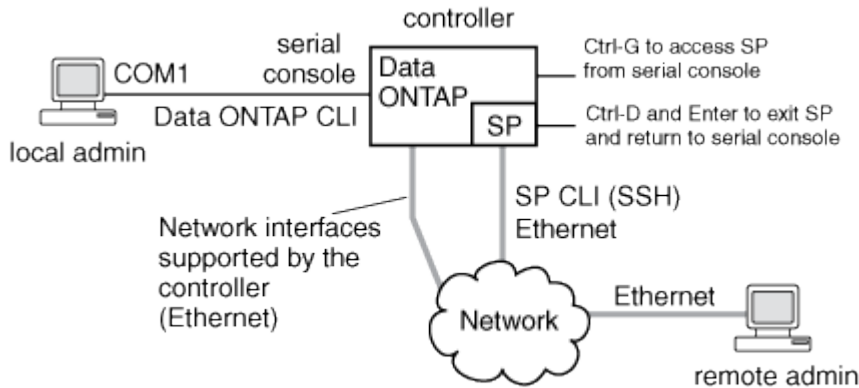 controller
serial
console
COM1
Data ONTAP CLI
local admin
Data
ONTAP
SP
Ctrl-G to access SP
from serial console
Ctrl-D and Enter to exit SP
and return to serial console
Network interfaces
supported by the
controller
(Ethernet)
SP CLI (SSH)
Ethernet
Network
Ethernet
remote admin